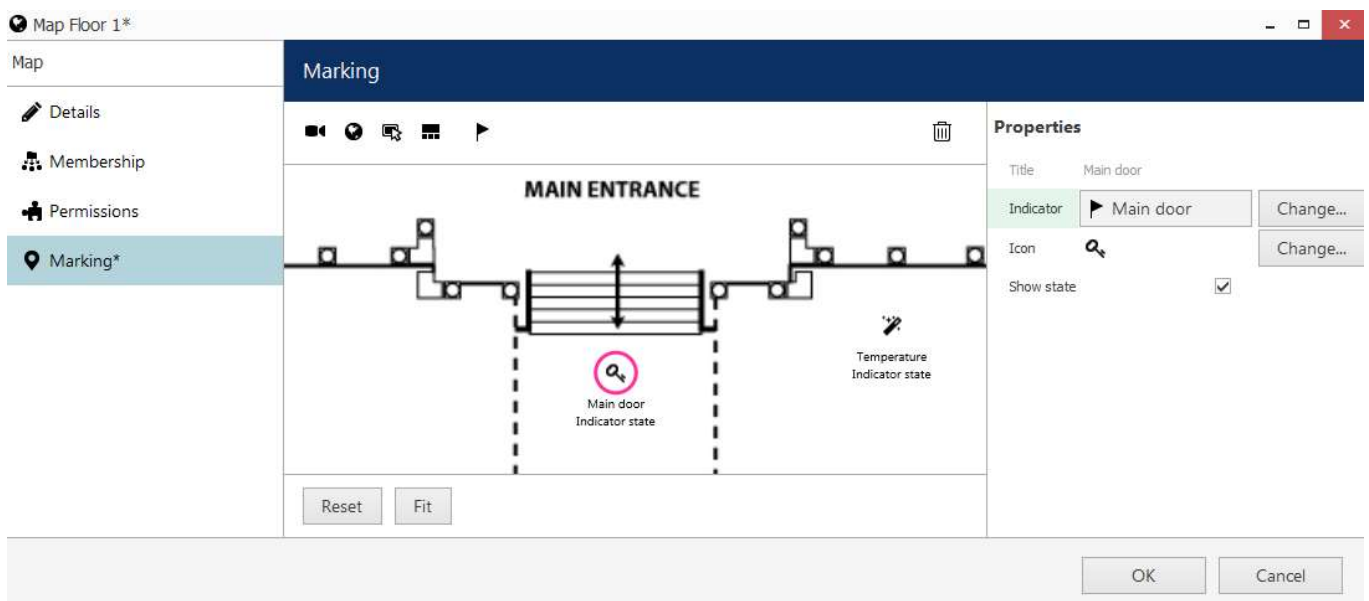 Map Floor 1*
Map
Details
Membership
Permissions
Marking*
Marking
MAIN ENTRANCE
Main door
Indicator state
Temperature
Indicator state
Reset
Fit
Properties
Title Main door
Indicator Main door Change...
Icon Change...
Show state
OK
Cancel